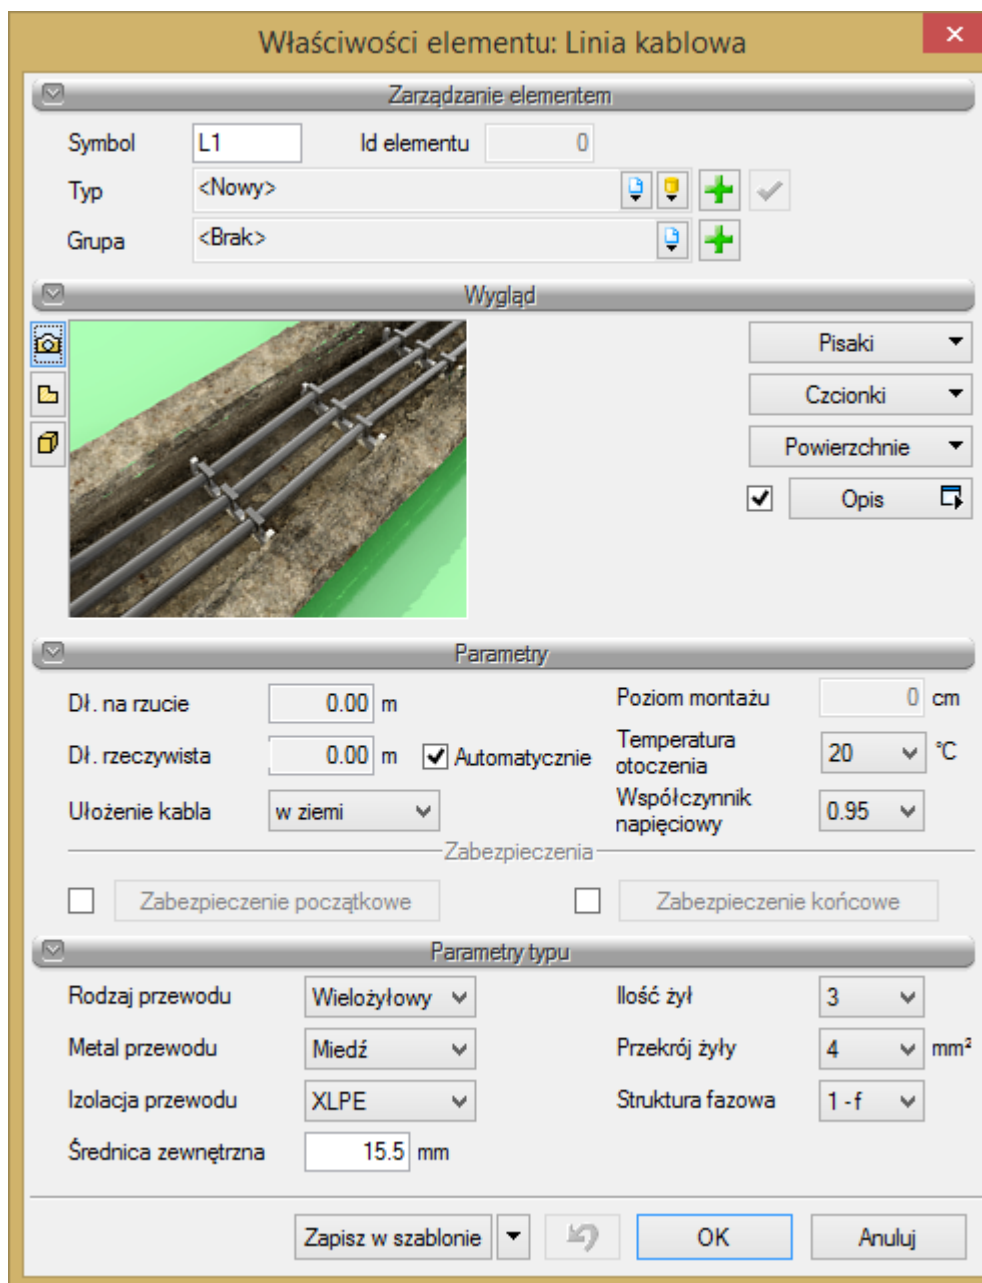 Właściwości elementu: Linia kablowa
Zarządzanie elementem
Symbol L1 Id elementu 0
Typ <Nowy>
Grupa <Brak>
Wygląd
Pisaki
Czcionki
Powierzchnie
Opis
Parametry
Dł. na rzucie 0.00 m Poziom montażu 0 cm
Dł. rzeczywista 0.00 m Automatycznie Temperatura otoczenia 20 °C
Ułożenie kabla w ziemi Współczynnik napięciowy 0.95
Zabezpieczenia
Zabezpieczenie początkowe Zabezpieczenie końcowe
Parametry typu
Rodzaj przewodu Wielożyłowy Ilość żył 3
Metal przewodu Miedź Przekrój żyły 4 mm²
Izolacja przewodu XLPE Struktura fazowa 1 - f
Średnica zewnętrzna 15.5 mm
Zapisz w szablonie OK Anuluj